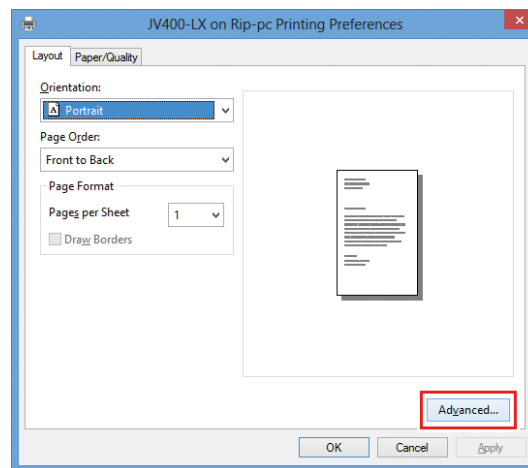 JV400-LX on Rip-pc Printing Preferences
Layout Paper/Quality
Orientation:
A Portrait
Page Order:
Front to Back
Page Format
Pages per Sheet 1
Draw Borders
Advanced...
OK Cancel Apply